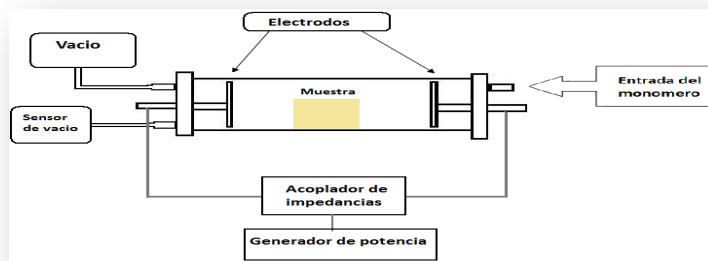 Electrodos
Vacio
Muestra
Entrada del
monomero
Sensor
de vacio
Acoplador de
impedancias
Generador de potencia